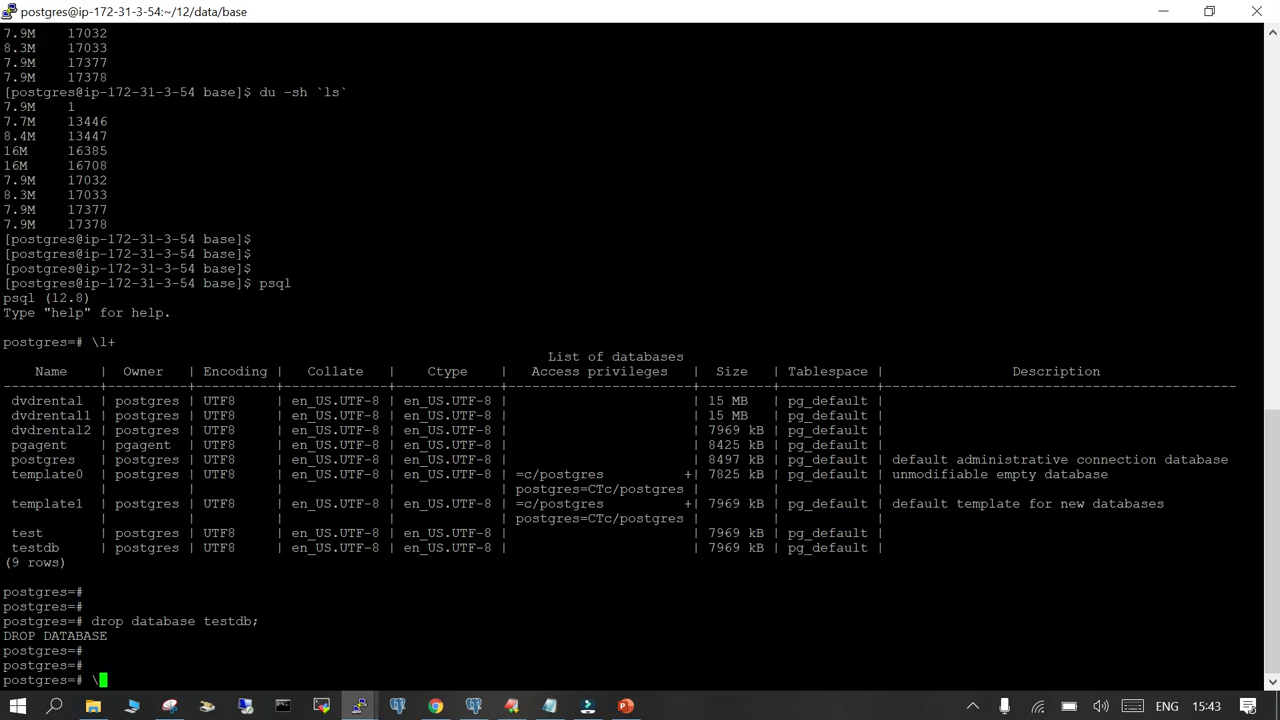 postgres@ip-172-31-3-54:~/12/data/base
7.9M    17032
8.3M    17033
7.9M    17377
7.9M    17378
[postgres@ip-172-31-3-54 base]$ du -sh `ls`
7.9M    1
7.7M    13446
8.4M    13447
16M     16385
16M     16708
7.9M    17032
8.3M    17033
7.9M    17377
7.9M    17378
[postgres@ip-172-31-3-54 base]$
[postgres@ip-172-31-3-54 base]$
[postgres@ip-172-31-3-54 base]$
[postgres@ip-172-31-3-54 base]$ psql
psql (12.8)
Type "help" for help.
postgres=# \l+
List of databases
Name | Owner | Encoding | Collate | Ctype | Access privileges | Size | Tablespace | Description
-----------+----------+----------+-------------+-------------+-----------------------+---------+------------+--------------------------------------------
dvdrental | postgres | UTF8 | en_US.UTF-8 | en_US.UTF-8 | | 15 MB | pg_default |
dvdrental1 | postgres | UTF8 | en_US.UTF-8 | en_US.UTF-8 | | 15 MB | pg_default |
dvdrental2 | postgres | UTF8 | en_US.UTF-8 | en_US.UTF-8 | | 7969 kB | pg_default |
pgagent | pgagent | UTF8 | en_US.UTF-8 | en_US.UTF-8 | | 8425 kB | pg_default |
postgres | postgres | UTF8 | en_US.UTF-8 | en_US.UTF-8 | | 8497 kB | pg_default | default administrative connection database
template0 | postgres | UTF8 | en_US.UTF-8 | en_US.UTF-8 | =c/postgres +| 7825 kB | pg_default | unmodifiable empty database
| | | | | postgres=CTc/postgres | | |
template1 | postgres | UTF8 | en_US.UTF-8 | en_US.UTF-8 | =c/postgres +| 7969 kB | pg_default | default template for new databases
| | | | | postgres=CTc/postgres | | |
test | postgres | UTF8 | en_US.UTF-8 | en_US.UTF-8 | | 7969 kB | pg_default |
testdb | postgres | UTF8 | en_US.UTF-8 | en_US.UTF-8 | | 7969 kB | pg_default |
(9 rows)
postgres=#
postgres=#
postgres=# drop database testdb;
DROP DATABASE
postgres=#
postgres=#
postgres=# \
ENG 15:43